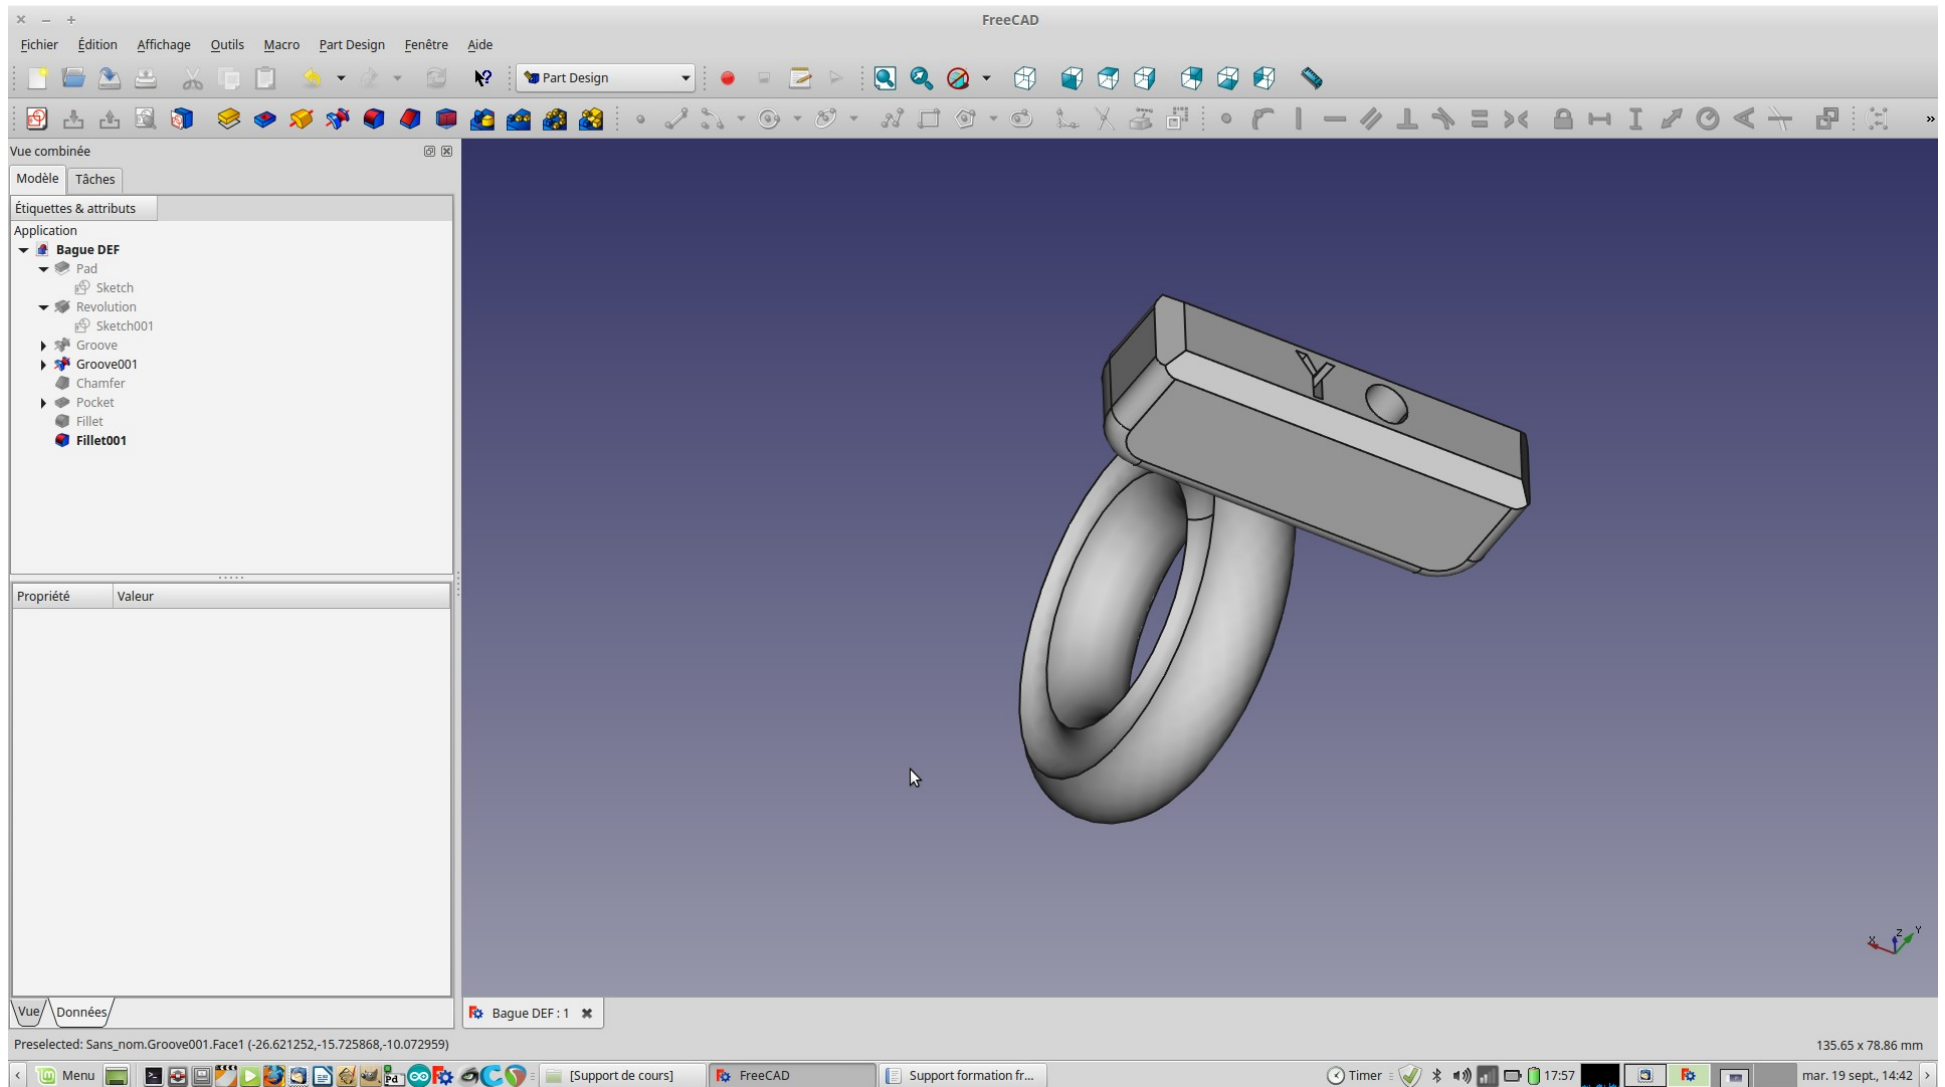 FreeCAD
Fichier Édition Affichage Outils Macro Part Design Fenêtre Aide
Part Design
Vue combinée
Modèle Tâches
Étiquettes & attributs
Application
Bague DEF
Pad
Sketch
Revolution
Sketch001
Groove
Groove001
Chamfer
Pocket
Fillet
Fillet001
Propriété Valeur
Y
X Z Y
Vue Données
Bague DEF : 1
Preselected: Sans_nom.Groove001.Face1 (-26.621252,-15.725868,-10.072959)
135.65 x 78.86 mm
Menu Pd [Support de cours] FreeCAD Support formation fr... Timer 17:57 mar. 19 sept., 14:42